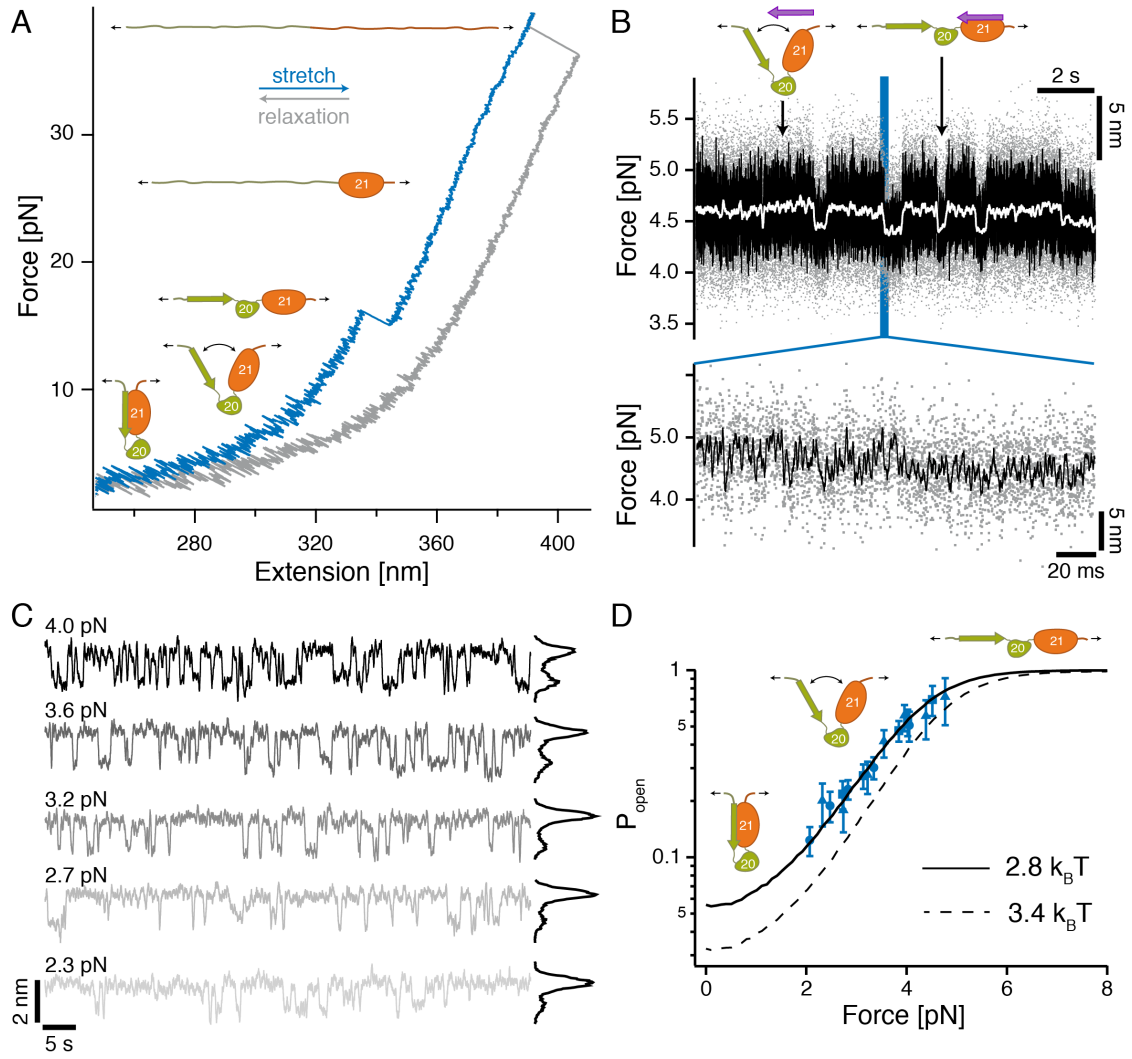 A
stretch
relaxation
21
20
21
21
20
21
20
Force [pN]
30
20
10
280
320
360
400
Extension [nm]
B
21
20
20
21
2 s
5 nm
Force [pN]
5.5
5.0
4.5
4.0
3.5
Force [pN]
5.0
4.0
5 nm
20 ms
C
4.0 pN
3.6 pN
3.2 pN
2.7 pN
2.3 pN
2 nm
5 s
D
20
21
21
20
21
20
Popen
1
5
0.1
5
2.8 kBT
3.4 kBT
0
2
4
6
8
Force [pN]